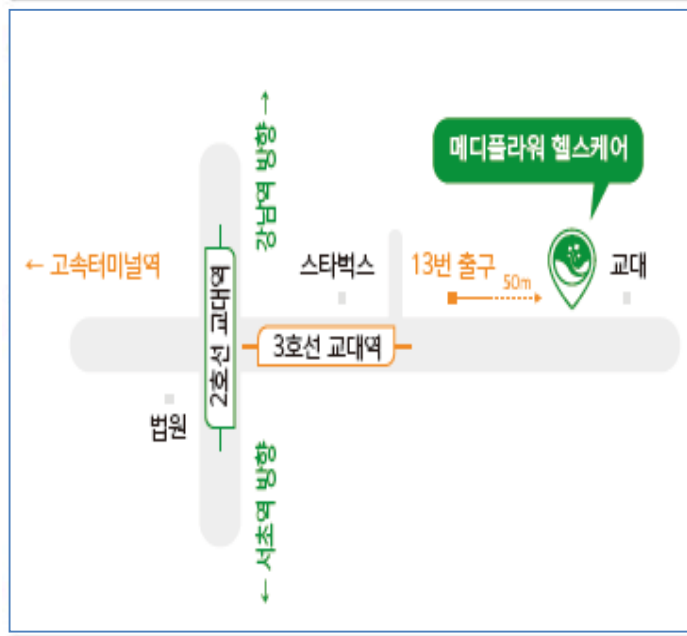 강남역 방향 →
메디플라워 헬스케어
← 고속터미널역
스타벅스
13번 출구
50m
교대
2호선 교대역
3호선 교대역
법원
← 서초역 방향